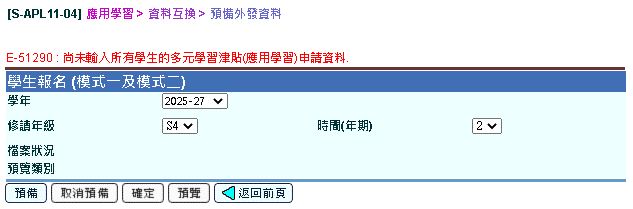 [S-APL11-04] 應用學習 > 資料互換 > 預備外發資料
E-51290 : 尚未輸入所有學生的多元學習津貼(應用學習)申請資料.
學生報名 (模式一及模式二)
學年 2025-27
修讀年級 S4 時間(年期) 2
檔案狀況
預覽類別
預備 取消預備 確定 預覽 返回前頁